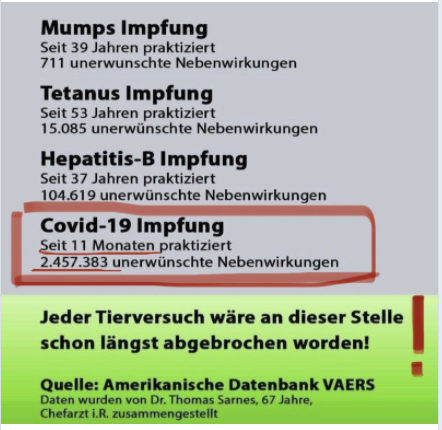 Mumps Impfung
Seit 39 Jahren praktiziert
711 unerwunschte Nebenwirkungen
Tetanus Impfung
Seit 53 Jahren praktiziert
15.085 unerwünschte Nebenwirkungen
Hepatitis-B Impfung
Seit 37 Jahren praktiziert
104.619 unerwünschte Nebenwirkungen
Covid-19 Impfung
Seit 11 Monaten praktiziert
2.457.383 unerwünschte Nebenwirkungen
Jeder Tierversuch wäre an dieser Stelle
schon längst abgebrochen worden!
!
Quelle: Amerikanische Datenbank VAERS
Daten wurden von Dr. Thomas Sarnes, 67 Jahre,
Chefarzt i.R. zusammengestellt